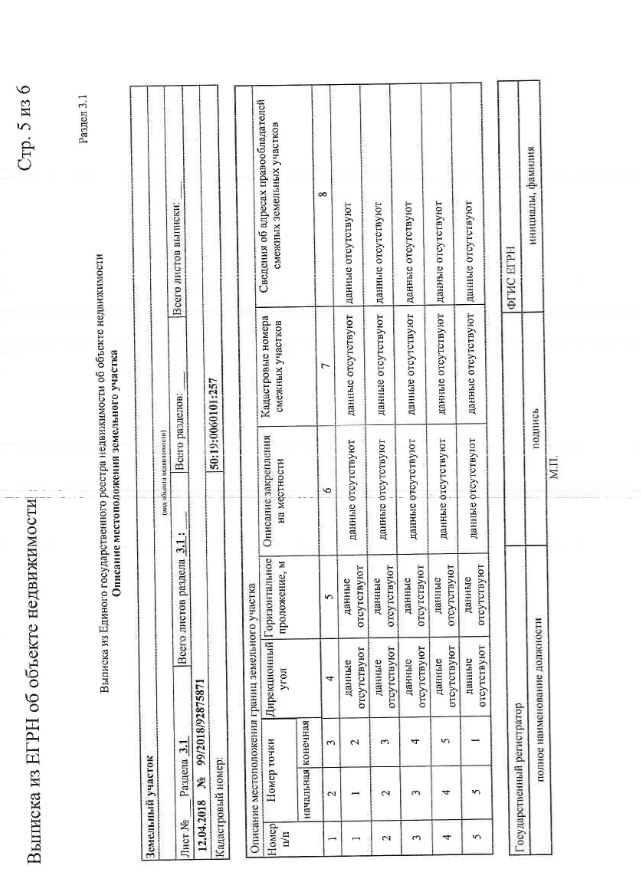 Выписка из ЕГРН об объекте недвижимости
Стр. 5 из 6
Раздел 3.1
Выписка из Единого государственного реестра недвижимости об объекте недвижимости
Описание местоположения земельного участка
Земельный участок
(вид объекта недвижимости)
Лист № ___ Раздела 3.1 Всего листов раздела 3.1 : ___ Всего разделов: ___ Всего листов выписки: ___
12.04.2018 № 99/2018/92875871
Кадастровый номер: 50:19:0060101:257
Описание местоположения границ земельного участка
Номер Номер точки Дирекционный Горизонтальное Описание закрепления Кадастровые номера Сведения об адресах правообладателей
п/п начальная конечная угол проложение, м на местности смежных участков смежных земельных участков
1 2 3 4 5 6 7 8
1 1 2 данные отсутствуют данные отсутствуют данные отсутствуют данные отсутствуют данные отсутствуют
2 2 3 данные отсутствуют данные отсутствуют данные отсутствуют данные отсутствуют данные отсутствуют
3 3 4 данные отсутствуют данные отсутствуют данные отсутствуют данные отсутствуют данные отсутствуют
4 4 5 данные отсутствуют данные отсутствуют данные отсутствуют данные отсутствуют данные отсутствуют
5 5 1 данные отсутствуют данные отсутствуют данные отсутствуют данные отсутствуют данные отсутствуют
Государственный регистратор ФГИС ЕГРН
полное наименование должности подпись инициалы, фамилия
М.П.